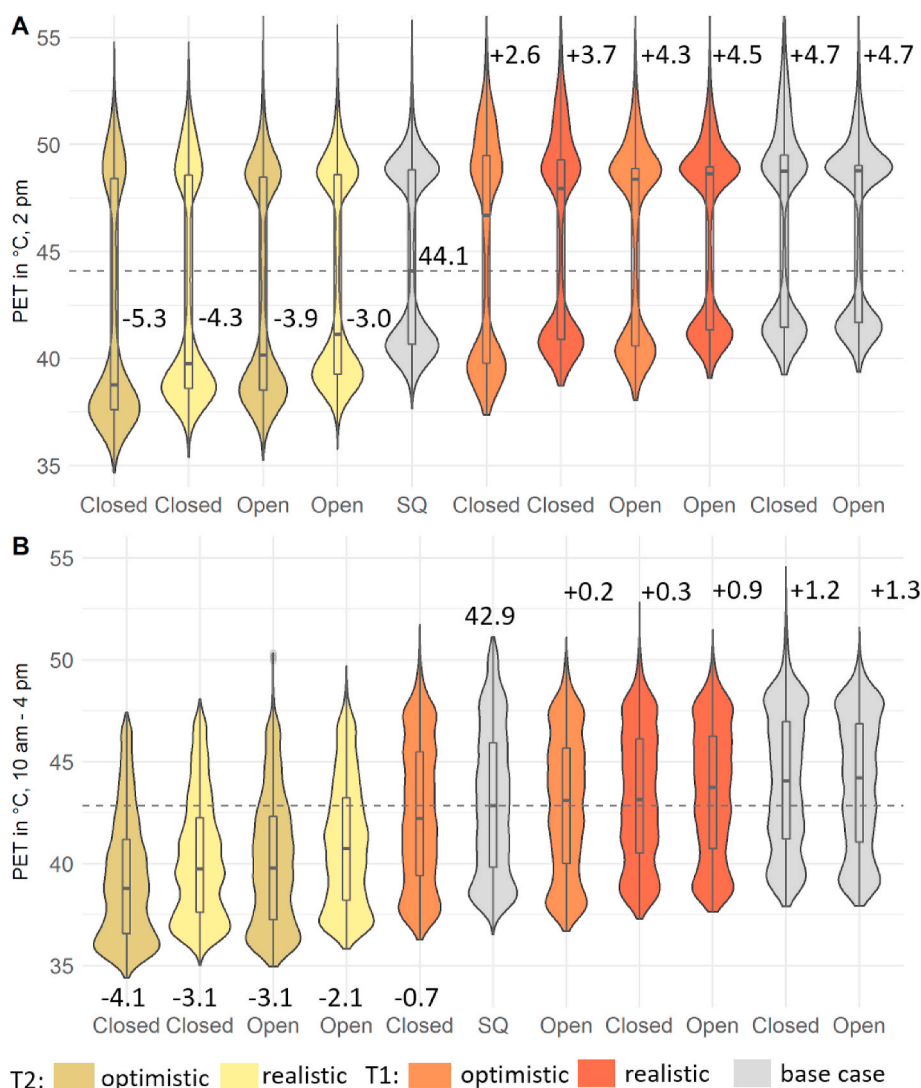 A
PET in °C, 2 pm
55
50
45
40
35
+2.6 +3.7 +4.3 +4.5 +4.7 +4.7
44.1
-5.3 -4.3 -3.9 -3.0
Closed Closed Open Open SQ Closed Closed Open Open Closed Open
B
PET in °C, 10 am - 4 pm
55
50
45
40
35
+0.2 +0.3 +0.9 +1.2 +1.3
42.9
-4.1 -3.1 -3.1 -2.1 -0.7
Closed Closed Open Open Closed SQ Open Closed Open Closed Open
T2: optimistic realistic T1: optimistic realistic base case